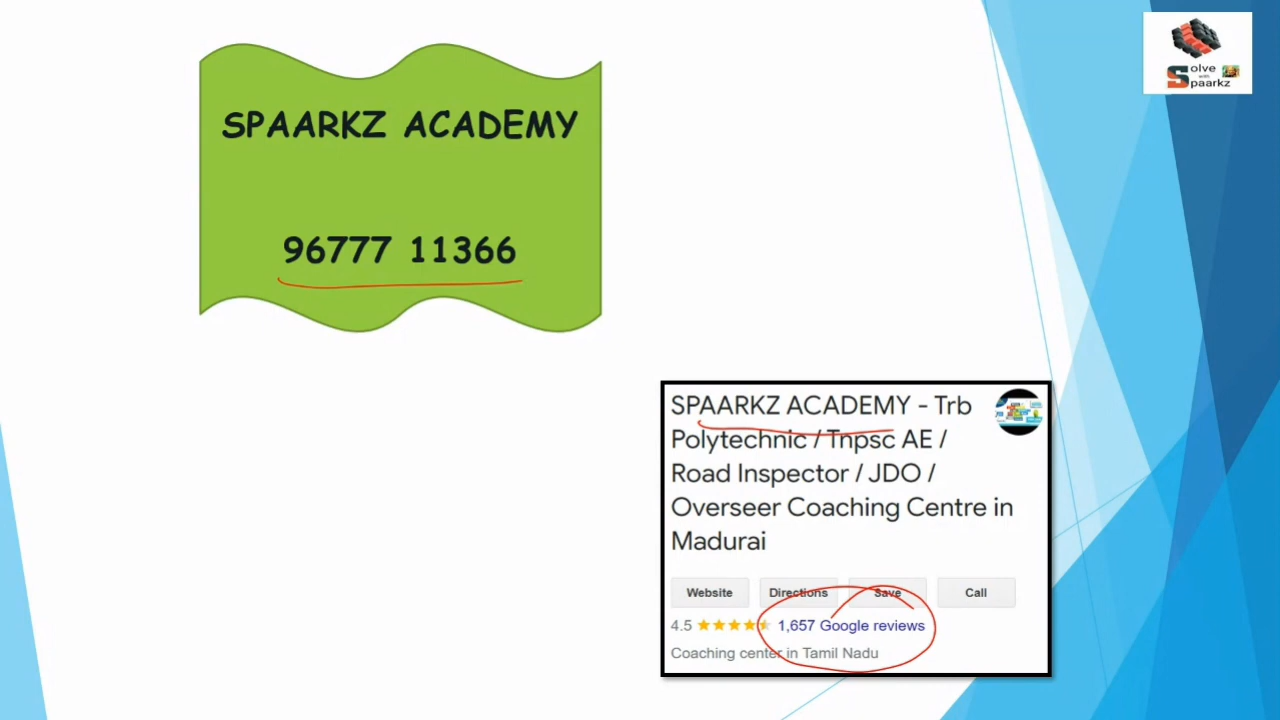 SPAARKZ ACADEMY
96777 11366
Solve
with
Spaarkz
SPAARKZ ACADEMY - Trb
Polytechnic / Tnpsc AE /
Road Inspector / JDO /
Overseer Coaching Centre in
Madurai
Website Directions Save Call
4.5 1,657 Google reviews
Coaching center in Tamil Nadu